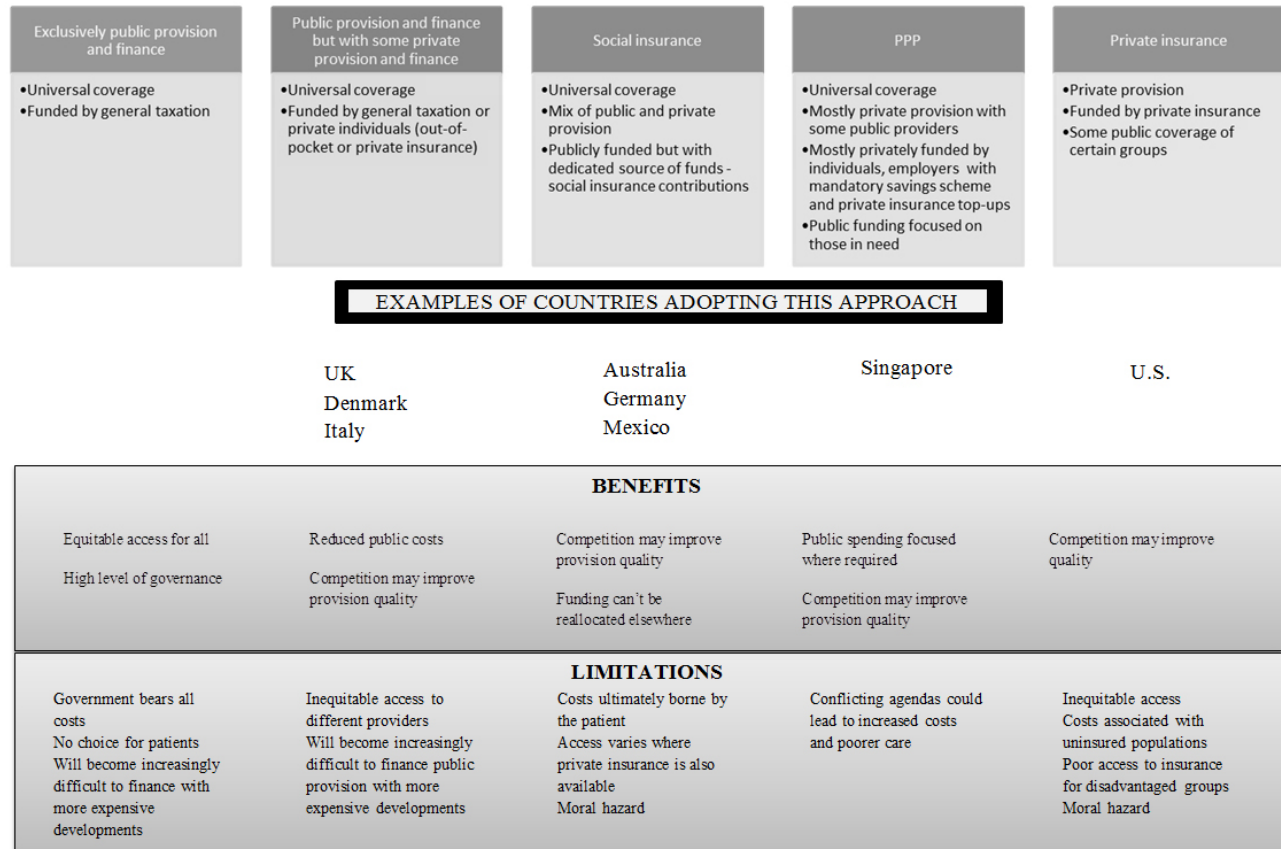 Exclusively public provision
and finance
•Universal coverage
•Funded by general taxation
Public provision and finance
but with some private
provision and finance
•Universal coverage
•Funded by general taxation or
private individuals (out-of-
pocket or private insurance)
Social insurance
•Universal coverage
•Mix of public and private
provision
•Publicly funded but with
dedicated source of funds -
social insurance contributions
PPP
•Universal coverage
•Mostly private provision with
some public providers
•Mostly privately funded by
individuals, employers with
mandatory savings scheme
and private insurance top-ups
•Public funding focused on
those in need
Private insurance
•Private provision
•Funded by private insurance
•Some public coverage of
certain groups
EXAMPLES OF COUNTRIES ADOPTING THIS APPROACH
UK
Denmark
Italy
Australia
Germany
Mexico
Singapore
U.S.
BENEFITS
Equitable access for all
High level of governance
Reduced public costs
Competition may improve
provision quality
Competition may improve
provision quality
Funding can't be
reallocated elsewhere
Public spending focused
where required
Competition may improve
provision quality
Competition may improve
quality
LIMITATIONS
Government bears all
costs
No choice for patients
Will become increasingly
difficult to finance with
more expensive
developments
Inequitable access to
different providers
Will become increasingly
difficult to finance public
provision with more
expensive developments
Costs ultimately borne by
the patient
Access varies where
private insurance is also
available
Moral hazard
Conflicting agendas could
lead to increased costs
and poorer care
Inequitable access
Costs associated with
uninsured populations
Poor access to insurance
for disadvantaged groups
Moral hazard